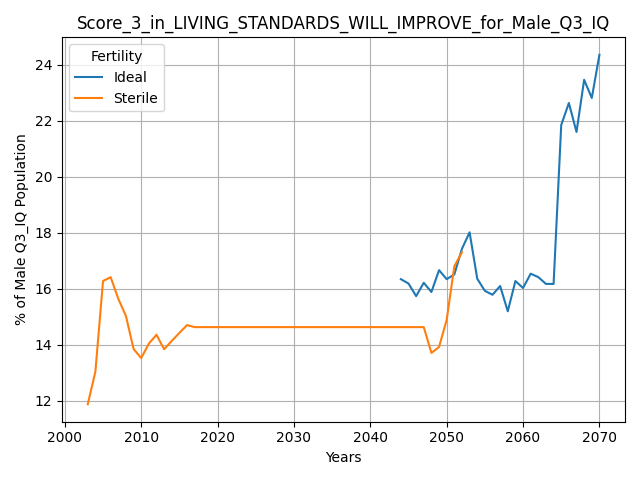 Score_3_in_LIVING_STANDARDS_WILL_IMPROVE_for_Male_Q3_IQ
Fertility
Ideal
Sterile
% of Male Q3_IQ Population
24
22
20
18
16
14
12
2000 2010 2020 2030 2040 2050 2060 2070
Years